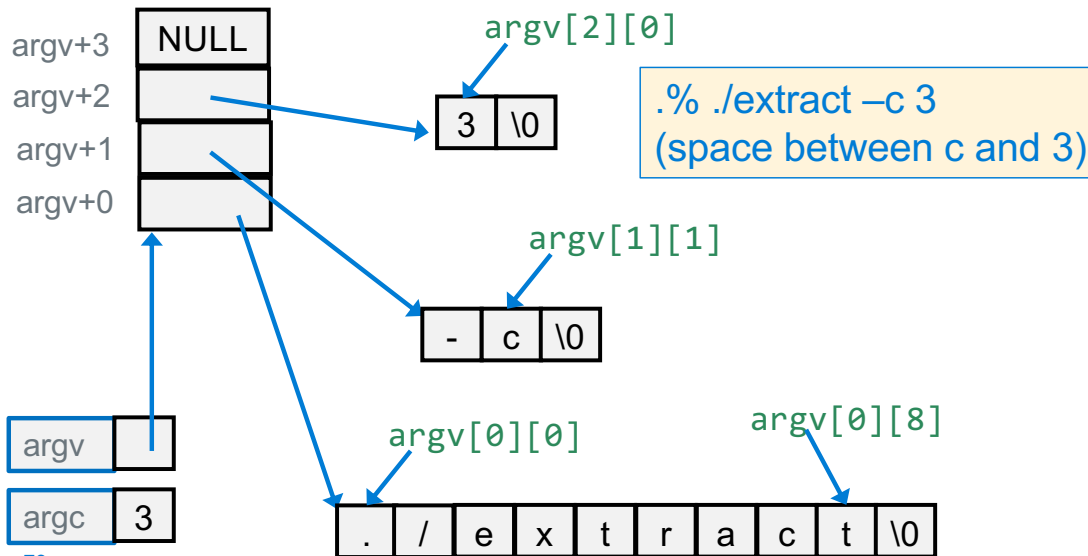 argv+3 NULL
argv+2
argv+1
argv+0
argv[2][0]
3 \0
.% ./extract –c 3
(space between c and 3)
argv[1][1]
- c \0
argv
argc 3
argv[0][0]
argv[0][8]
. / e x t r a c t \0